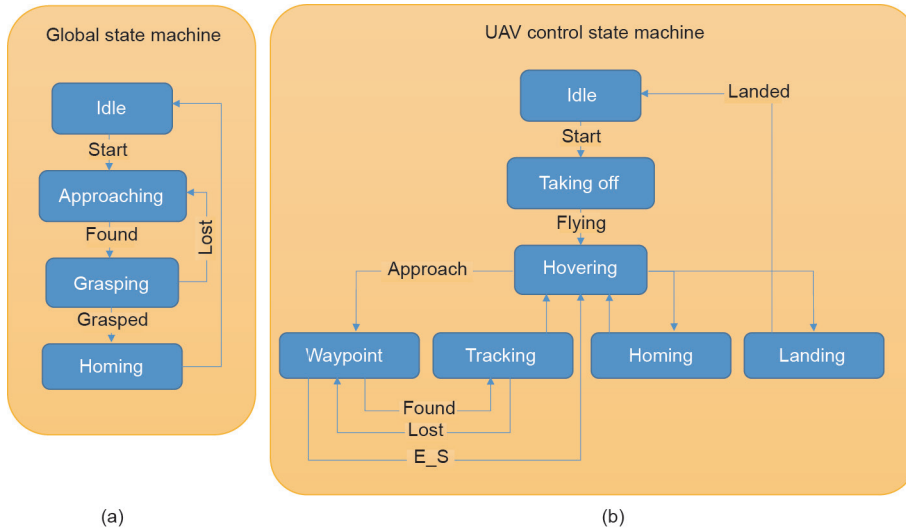 Global state machine
Idle
Start
Approaching
Found
Lost
Grasping
Grasped
Homing
(a)
UAV control state machine
Idle
Landed
Start
Taking off
Flying
Approach
Hovering
Waypoint
Tracking
Homing
Landing
Found
Lost
E_S
(b)